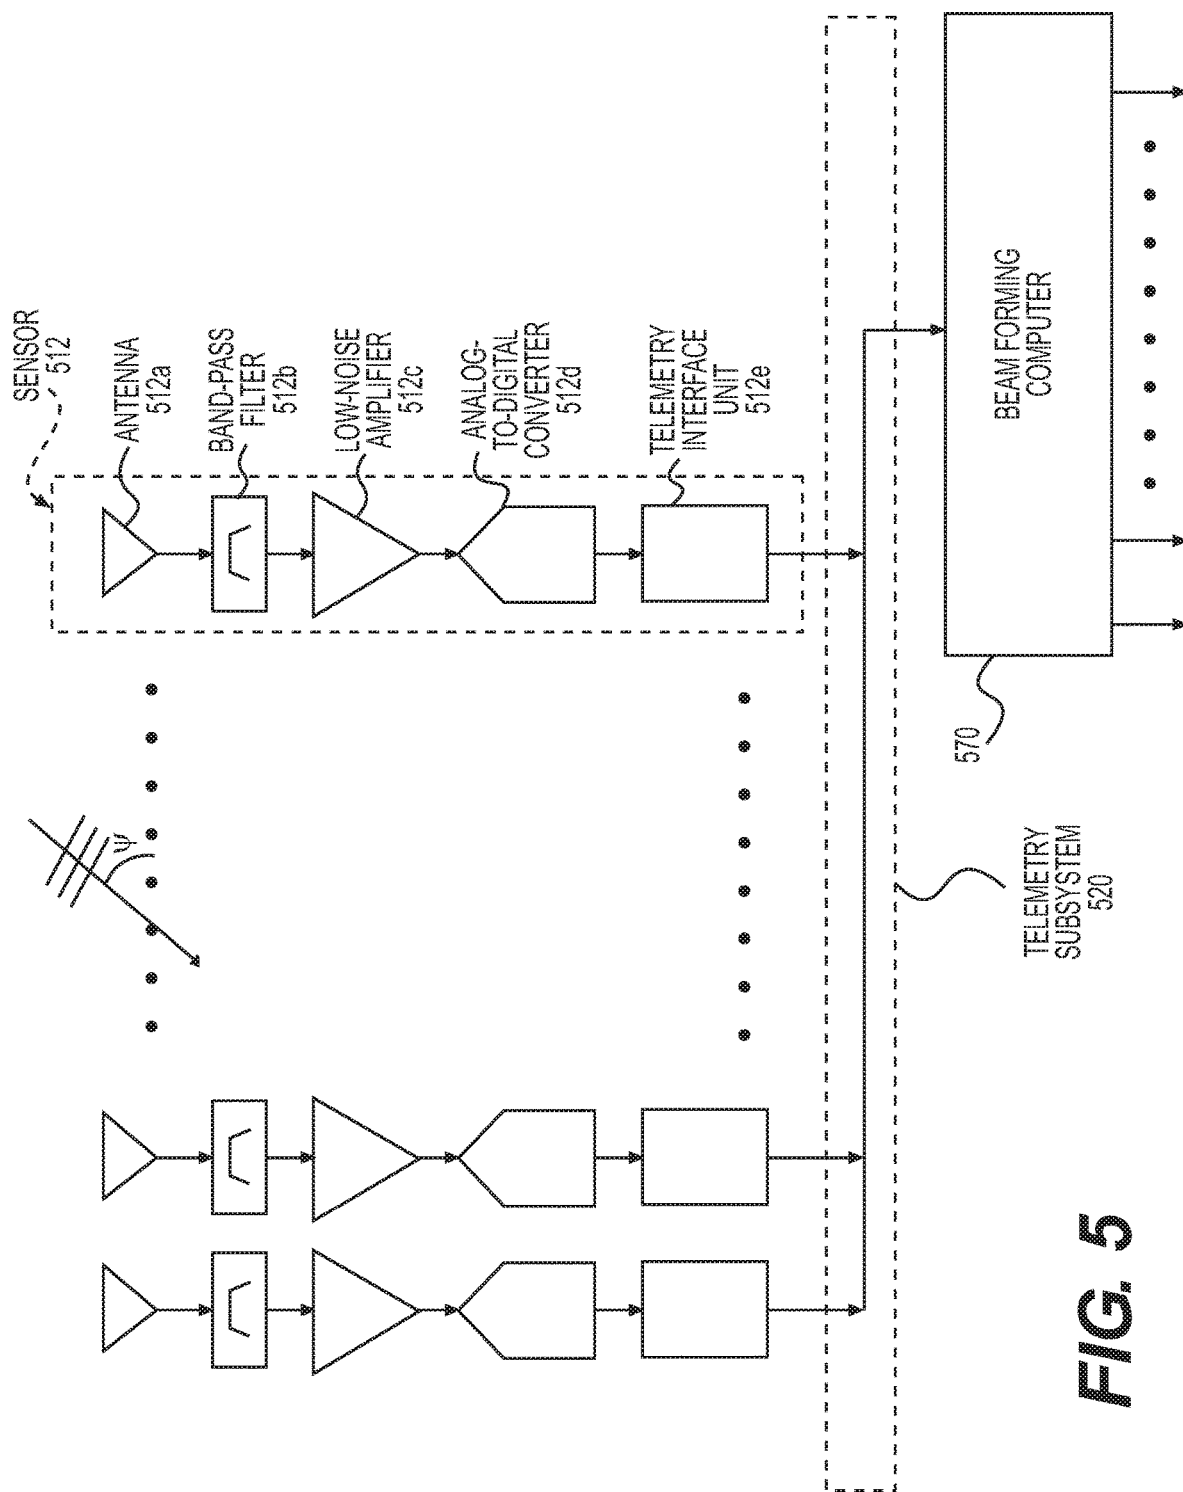 SENSOR
512
ANTENNA
512a
BAND-PASS
FILTER
512b
LOW-NOISE
AMPLIFIER
512c
ANALOG-
TO-DIGITAL
CONVERTER
512d
TELEMETRY
INTERFACE
UNIT
512e
Ψ
BEAM FORMING
COMPUTER
570
TELEMETRY
SUBSYSTEM
520
FIG. 5